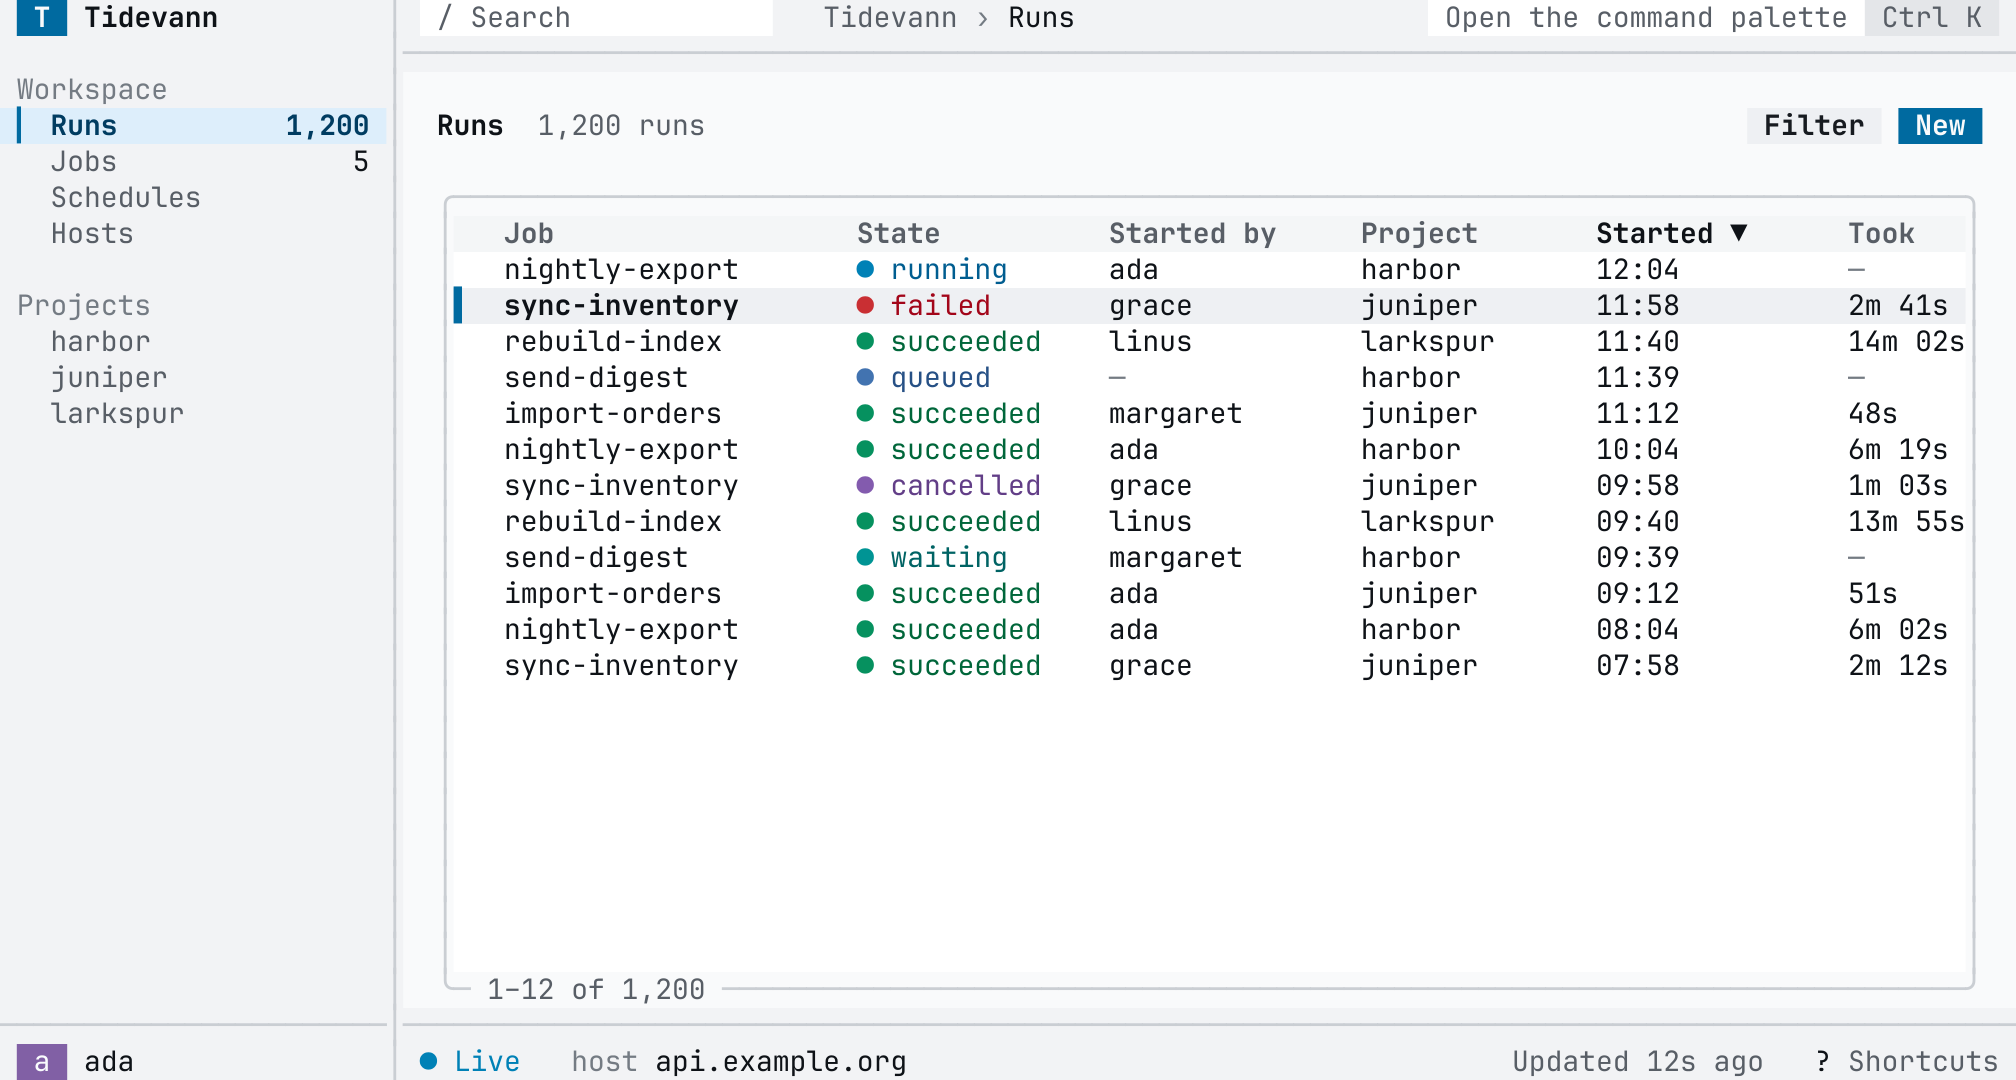 T Tidevann
/ Search Tidevann › Runs Open the command palette Ctrl K
Workspace
Runs 1,200
Jobs 5
Schedules
Hosts
Projects
harbor
juniper
larkspur
Runs 1,200 runs Filter New
Job State Started by Project Started ▼ Took
nightly-export ● running ada harbor 12:04 —
sync-inventory ● failed grace juniper 11:58 2m 41s
rebuild-index ● succeeded linus larkspur 11:40 14m 02s
send-digest ● queued — harbor 11:39 —
import-orders ● succeeded margaret juniper 11:12 48s
nightly-export ● succeeded ada harbor 10:04 6m 19s
sync-inventory ● cancelled grace juniper 09:58 1m 03s
rebuild-index ● succeeded linus larkspur 09:40 13m 55s
send-digest ● waiting margaret harbor 09:39 —
import-orders ● succeeded ada juniper 09:12 51s
nightly-export ● succeeded ada harbor 08:04 6m 02s
sync-inventory ● succeeded grace juniper 07:58 2m 12s
1–12 of 1,200
a ada
● Live host api.example.org Updated 12s ago ? Shortcuts